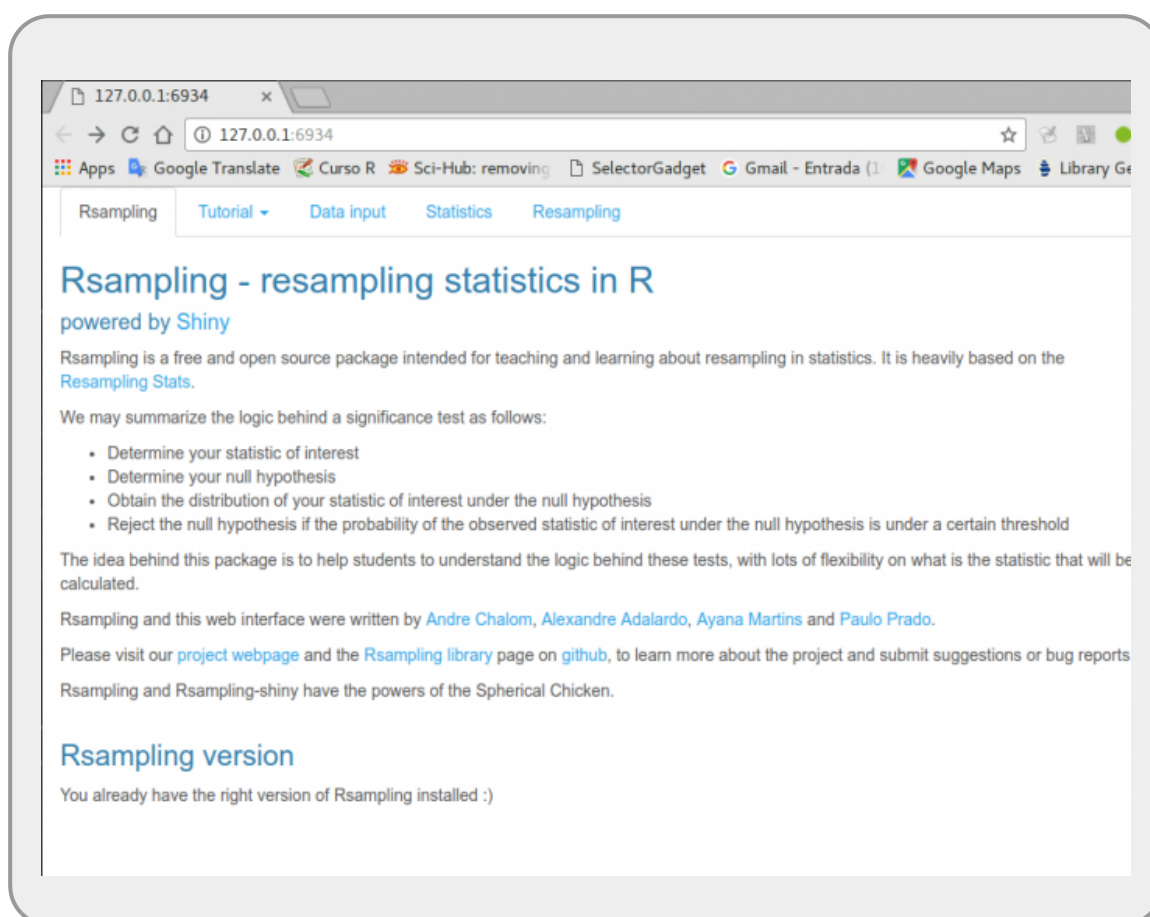 127.0.0.1:6934
127.0.0.1:6934
Apps Google Translate Curso R Sci-Hub: removing SelectorGadget Gmail - Entrada (1 Google Maps Library Ge
Rsampling Tutorial Data input Statistics Resampling
Rsampling - resampling statistics in R
powered by Shiny
Rsampling is a free and open source package intended for teaching and learning about resampling in statistics. It is heavily based on the
Resampling Stats.
We may summarize the logic behind a significance test as follows:
• Determine your statistic of interest
• Determine your null hypothesis
• Obtain the distribution of your statistic of interest under the null hypothesis
• Reject the null hypothesis if the probability of the observed statistic of interest under the null hypothesis is under a certain threshold
The idea behind this package is to help students to understand the logic behind these tests, with lots of flexibility on what is the statistic that will be
calculated.
Rsampling and this web interface were written by Andre Chalom, Alexandre Adalardo, Ayana Martins and Paulo Prado.
Please visit our project webpage and the Rsampling library page on github, to learn more about the project and submit suggestions or bug reports
Rsampling and Rsampling-shiny have the powers of the Spherical Chicken.
Rsampling version
You already have the right version of Rsampling installed :)